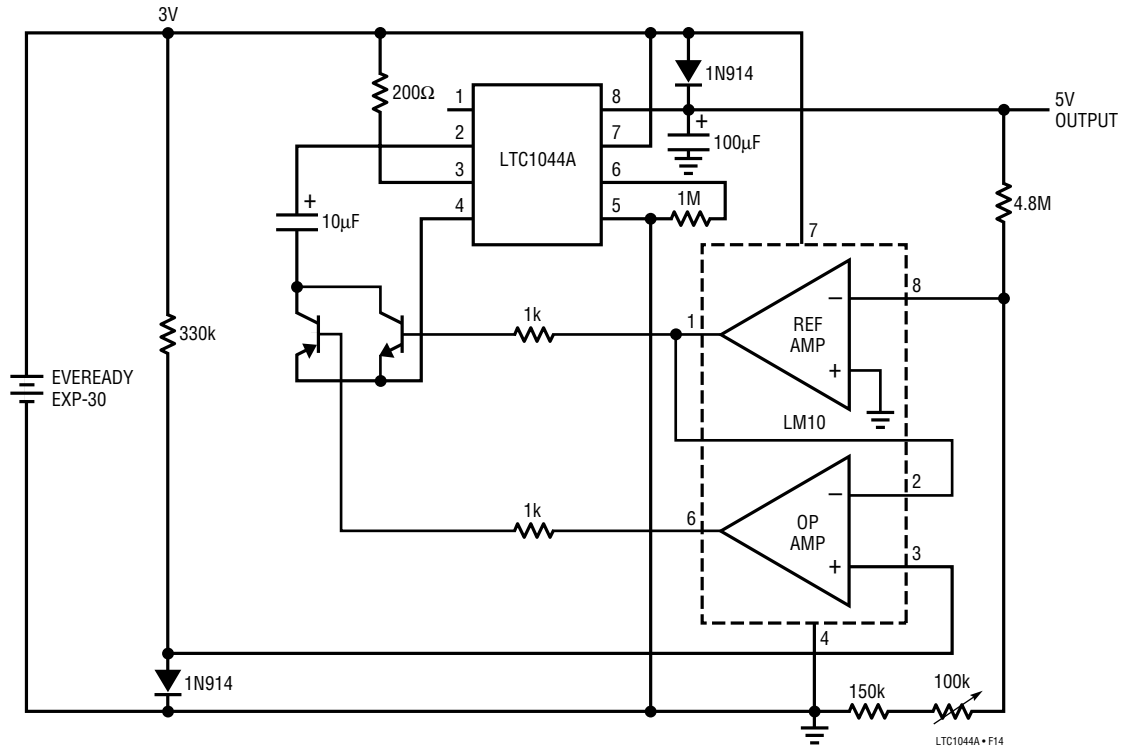 3V
200Ω
1
2
3
4
LTC1044A
8
7
6
5
1N914
+
100µF
5V
OUTPUT
1M
4.8M
+
10µF
7
330k
1k
1
−
REF
AMP
+
8
EVEREADY
EXP-30
LM10
1k
6
−
OP
AMP
+
2
3
4
1N914
150k
100k
LTC1044A • F14